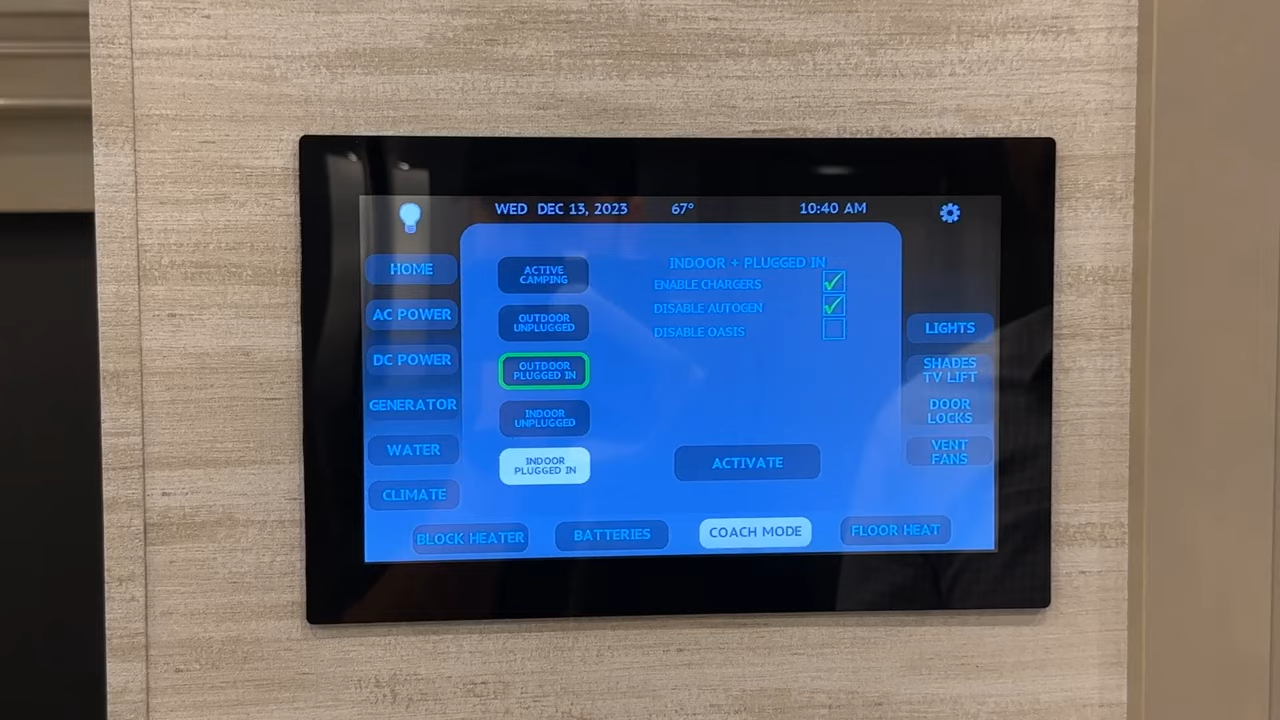 WED DEC 13, 2023 67° 10:40 AM
HOME
AC POWER
DC POWER
GENERATOR
WATER
CLIMATE
ACTIVE
CAMPING
OUTDOOR
UNPLUGGED
OUTDOOR
PLUGGED IN
INDOOR
UNPLUGGED
INDOOR
PLUGGED IN
INDOOR + PLUGGED IN
ENABLE CHARGERS
DISABLE AUTOGEN
DISABLE OASIS
ACTIVATE
LIGHTS
SHADES
TV LIFT
DOOR
LOCKS
VENT
FANS
BLOCK HEATER
BATTERIES
COACH MODE
FLOOR HEAT